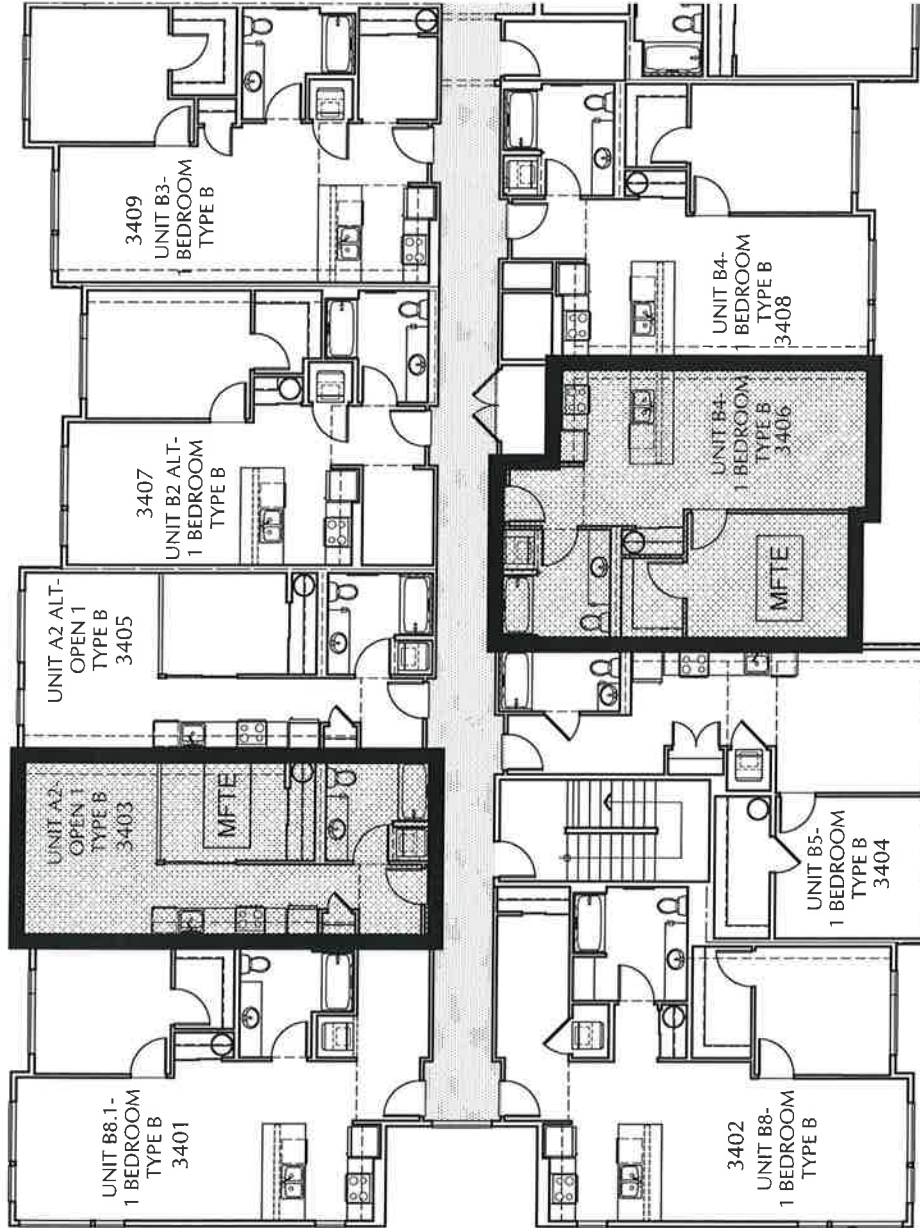 3409
UNIT B3-
BEDROOM
TYPE B
3407
UNIT B2 ALT-
1 BEDROOM
TYPE B
UNIT A2 ALT-
OPEN 1
TYPE B
3405
UNIT A2-
OPEN 1
TYPE B
3403
MFTE
UNIT B8.1-
1 BEDROOM
TYPE B
3401
UNIT B4-
1 BEDROOM
TYPE B
3408
UNIT B4-
1 BEDROOM
TYPE B
3406
MFTE
UNIT B5-
1 BEDROOM
TYPE B
3404
3402
UNIT B8-
1 BEDROOM
TYPE B